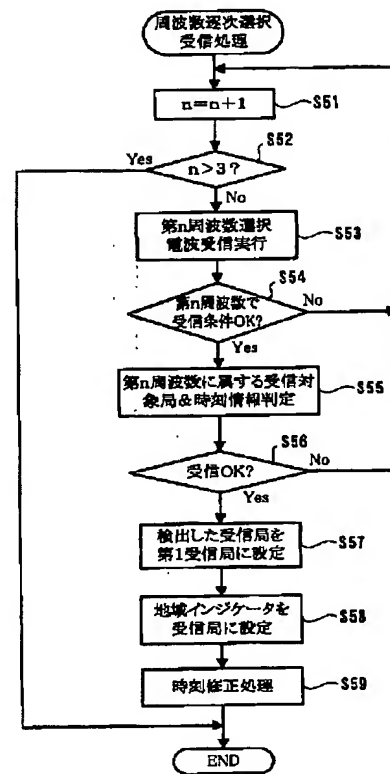 周波数逐次選択
受信処理
n=n+1
S51
S52
Yes
n>3?
No
第n周波数選択
電波受信実行
S53
S54
第n周波数で
受信条件OK?
No
Yes
第n周波数に属する受信対
象局&時刻情報判定
S55
S56
受信OK?
No
Yes
検出した受信局を
第1受信局に設定
S57
地域インジケータを
受信局に設定
S58
時刻修正処理
S59
END